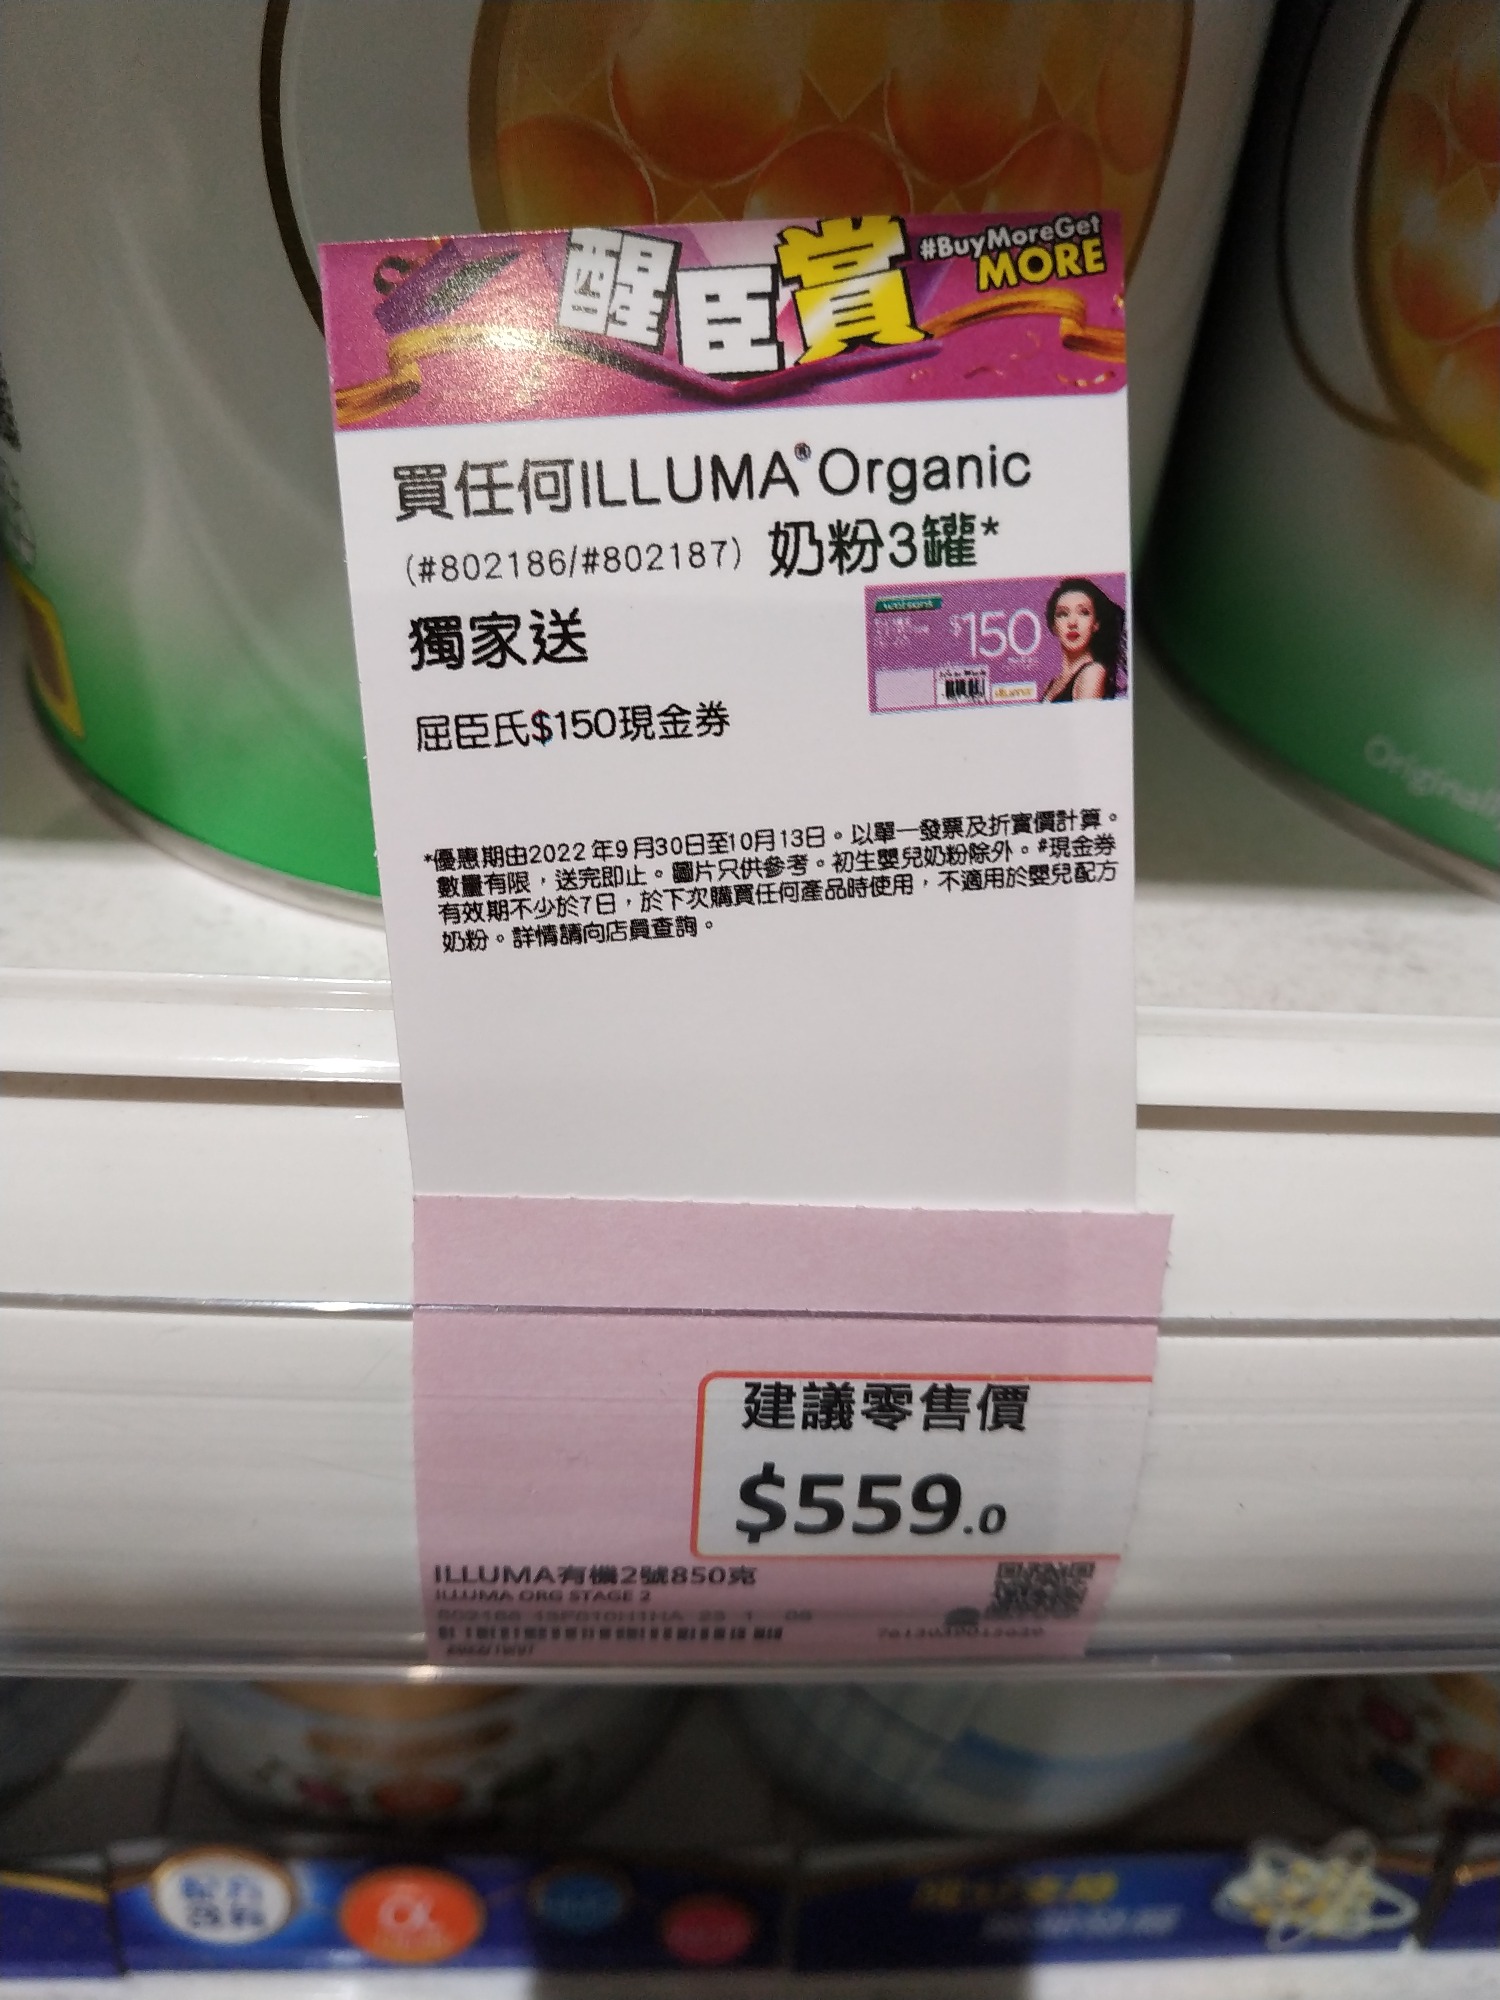 醒臣賞
#BuyMoreGet
MORE
買任何ILLUMA®Organic
(#802186/#802187) 奶粉3罐*
獨家送
watsons
$150
屈臣氏$150現金券
*優惠期由2022年9月30日至10月13日。以單一發票及折實價計算。
數量有限，送完即止。圖片只供參考。初生嬰兒奶粉除外。#現金券
有效期不少於7日，於下次購買任何產品時使用，不適用於嬰兒配方
奶粉。詳情請向店員查詢。
建議零售價
$559.0
ILLUMA有機2號850克
ILLUMA ORG STAGE 2
802186
α